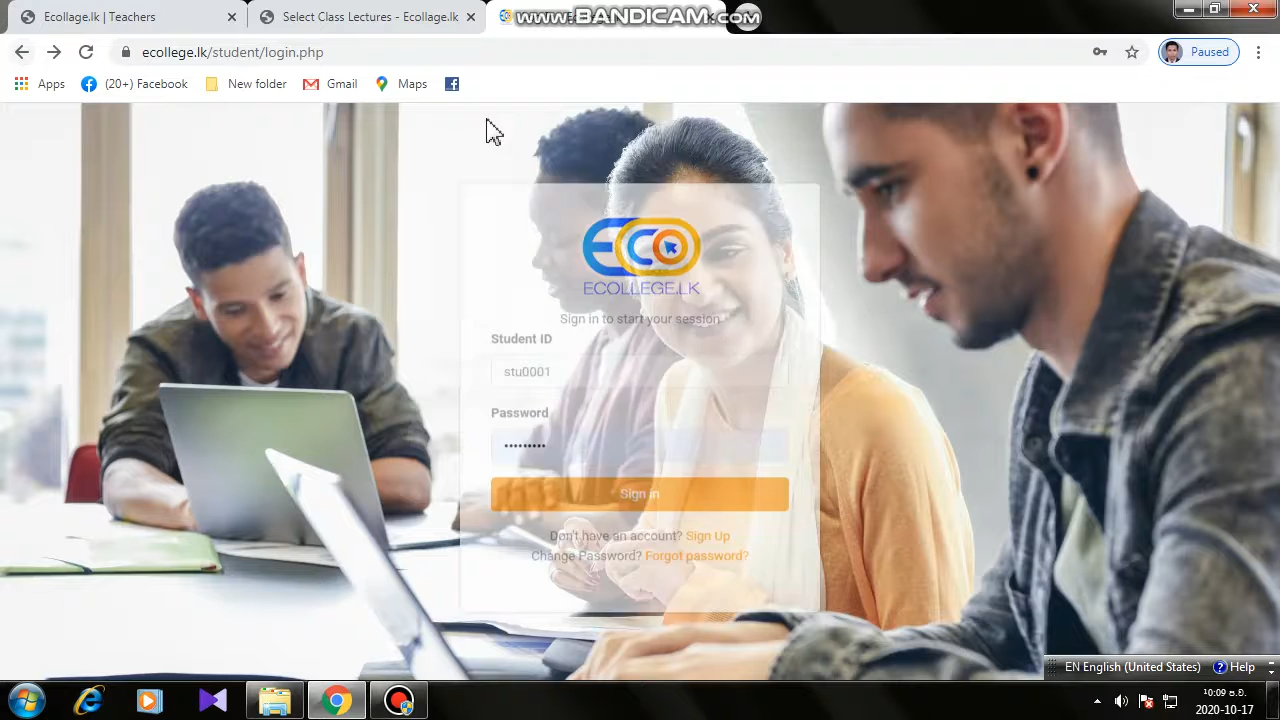 Ecollage.lk | Teachers
Select Class Lectures - Ecollage.lk
www.BANDICAM.com
ecollege.lk/student/login.php
Paused
Apps
(20+) Facebook
New folder
Gmail
Maps
ECO
ECOLLEGE.LK
Sign in to start your session
Student ID
stu0001
Password
•••••••••
Sign in
Don't have an account? Sign Up
Change Password? Forgot password?
EN English (United States)
Help
2020-10-17